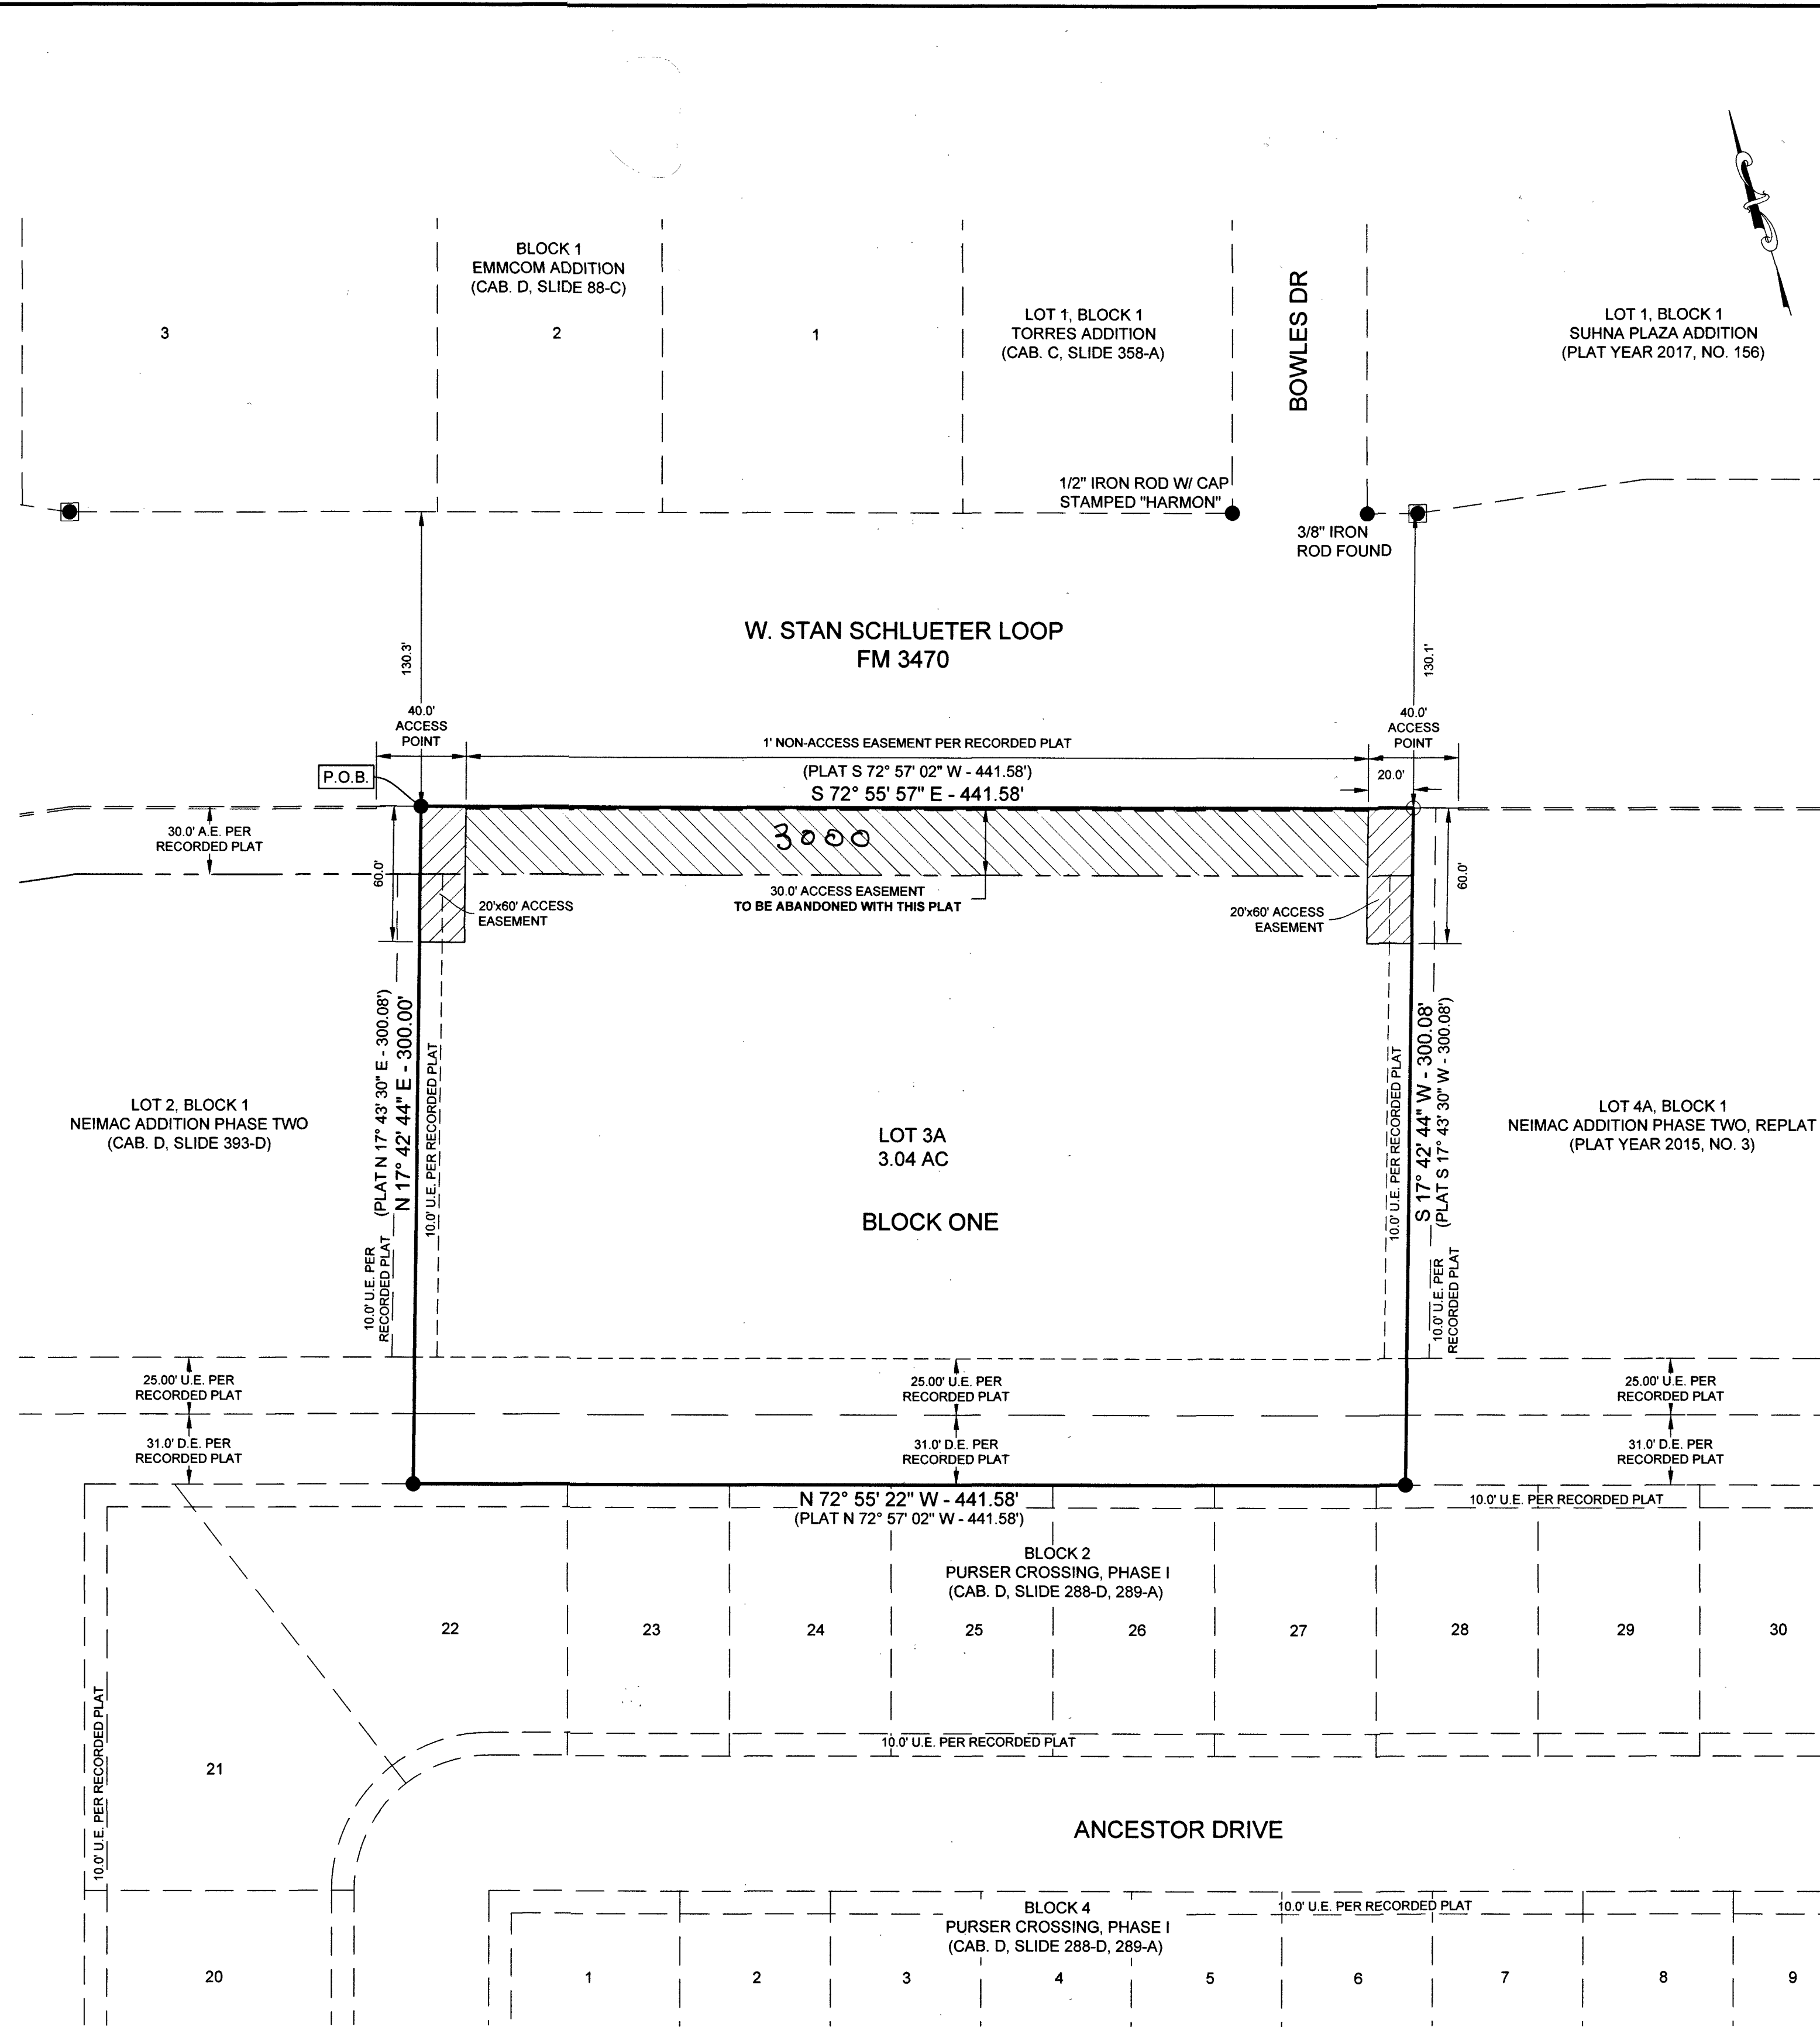 BLOCK 1
EMMCOM ADDITION
(CAB. D, SLIDE 88-C)
3
2
1
LOT 1, BLOCK 1
TORRES ADDITION
(CAB. C, SLIDE 358-A)
BOWLES DR
LOT 1, BLOCK 1
SUHNA PLAZA ADDITION
(PLAT YEAR 2017, NO. 156)
1/2" IRON ROD W/ CAP
STAMPED "HARMON"
3/8" IRON
ROD FOUND
W. STAN SCHLUETER LOOP
FM 3470
130.3'
130.1'
40.0'
ACCESS
POINT
40.0'
ACCESS
POINT
1' NON-ACCESS EASEMENT PER RECORDED PLAT
P.O.B.
(PLAT S 72° 57' 02" W - 441.58')
S 72° 55' 57" E - 441.58'
20.0'
30.0' A.E. PER
RECORDED PLAT
3000
60.0'
60.0'
30.0' ACCESS EASEMENT
TO BE ABANDONED WITH THIS PLAT
20'x60' ACCESS
EASEMENT
20'x60' ACCESS
EASEMENT
(PLAT N 17° 43' 30" E - 300.08')
N 17° 42' 44" E - 300.00'
10.0' U.E. PER RECORDED PLAT
10.0' U.E. PER RECORDED PLAT
S 17° 42' 44" W - 300.08'
(PLAT S 17° 43' 30" W - 300.08')
LOT 2, BLOCK 1
NEIMAC ADDITION PHASE TWO
(CAB. D, SLIDE 393-D)
LOT 3A
3.04 AC
BLOCK ONE
LOT 4A, BLOCK 1
NEIMAC ADDITION PHASE TWO, REPLAT
(PLAT YEAR 2015, NO. 3)
10.0' U.E. PER
RECORDED PLAT
10.0' U.E. PER
RECORDED PLAT
25.00' U.E. PER
RECORDED PLAT
25.00' U.E. PER
RECORDED PLAT
25.00' U.E. PER
RECORDED PLAT
31.0' D.E. PER
RECORDED PLAT
31.0' D.E. PER
RECORDED PLAT
31.0' D.E. PER
RECORDED PLAT
N 72° 55' 22" W - 441.58'
(PLAT N 72° 57' 02" W - 441.58')
10.0' U.E. PER RECORDED PLAT
BLOCK 2
PURSER CROSSING, PHASE I
(CAB. D, SLIDE 288-D, 289-A)
22
23
24
25
26
27
28
29
30
10.0' U.E. PER RECORDED PLAT
10.0' U.E. PER RECORDED PLAT
21
ANCESTOR DRIVE
BLOCK 4
PURSER CROSSING, PHASE I
(CAB. D, SLIDE 288-D, 289-A)
10.0' U.E. PER RECORDED PLAT
20
1
2
3
4
5
6
7
8
9